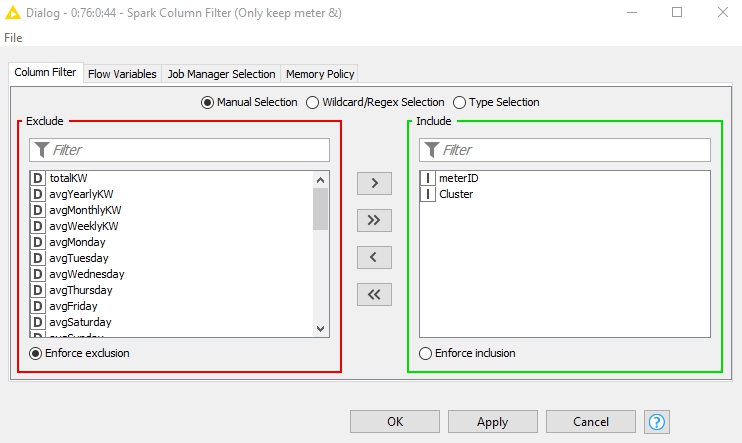 Dialog - 0:76:0:44 - Spark Column Filter (Only keep meter &)
File
Column Filter Flow Variables Job Manager Selection Memory Policy
Manual Selection Wildcard/Regex Selection Type Selection
Exclude
Filter
D totalKW
D avgYearlyKW
D avgMonthlyKW
D avgWeeklyKW
D avgMonday
D avgTuesday
D avgWednesday
D avgThursday
D avgFriday
D avgSaturday
D avgSunday
Enforce exclusion
>
>>
<
<<
Include
Filter
I meterID
I Cluster
Enforce inclusion
OK Apply Cancel ?